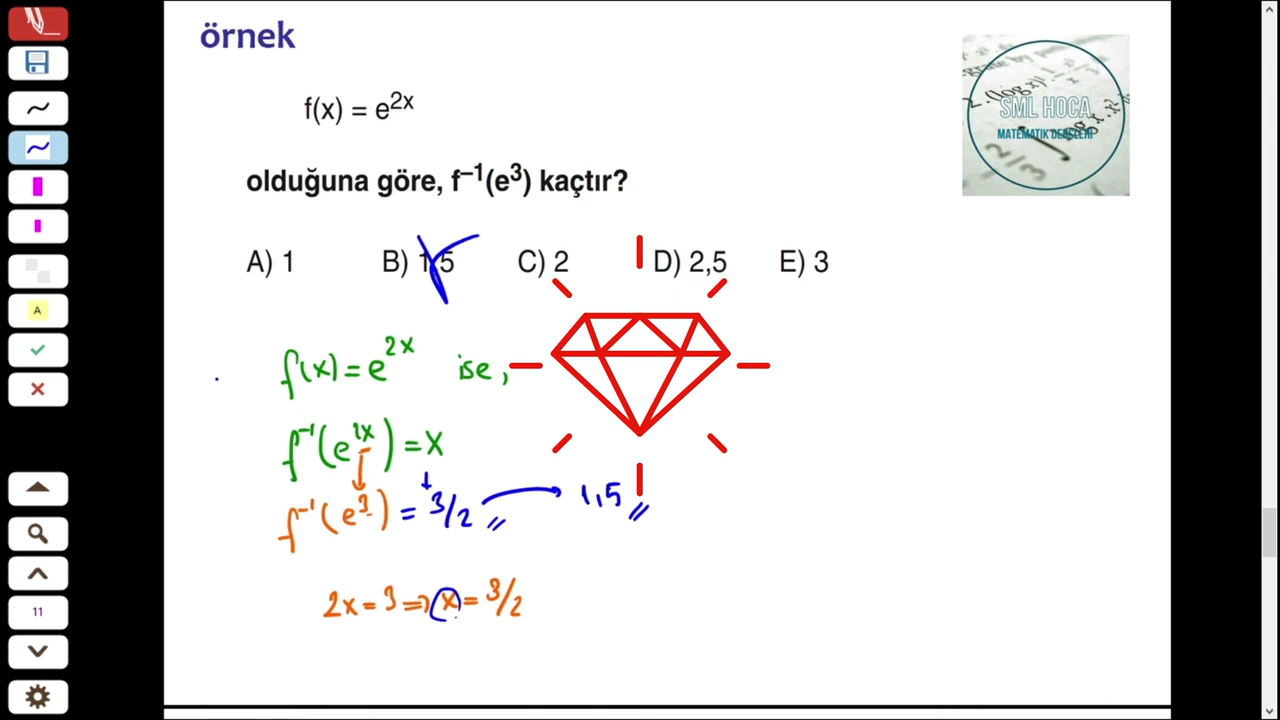 örnek
f(x) = e^2x
olduğuna göre, f^–1(e^3) kaçtır?
A) 1 B) 1,5 C) 2 D) 2,5 E) 3
f(x) = e^2x ise,
f^-1(e^2x) = x
f^-1(e^3) = 3/2 → 1,5
2x = 3 ⇒ x = 3/2
SML HOCA
MATEMATİK DERSLERİ
A
11